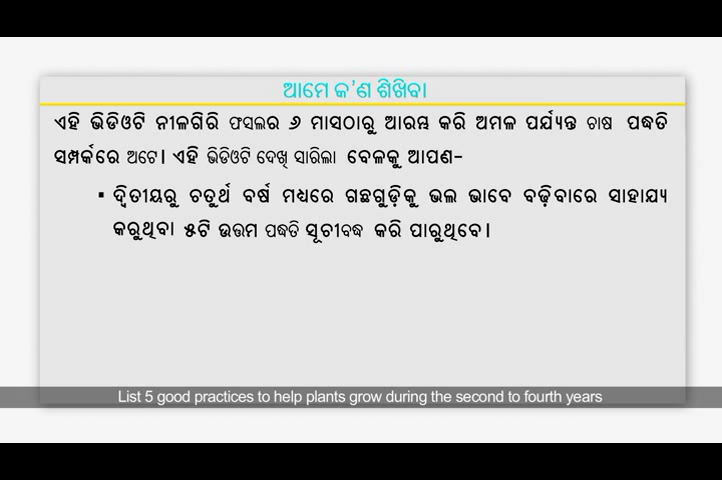 ଆମେ କ'ଣ ଶିଖିବା
ଏହି ଭିଡିଓଟି ନୀଳଗିରି ଫସଲର ୬ ମାସଠାରୁ ଆରମ୍ଭ କରି ଅମଳ ପର୍ଯ୍ୟନ୍ତ ଚାଷ ପଦ୍ଧତି
ସମ୍ପର୍କରେ ଅଟେ। ଏହି ଭିଡିଓଟି ଦେଖି ସାରିଲା ବେଳକୁ ଆପଣ-
▪ ଦ୍ୱିତୀୟରୁ ଚତୁର୍ଥ ବର୍ଷ ମଧ୍ୟରେ ଗଛଗୁଡ଼ିକୁ ଭଲ ଭାବେ ବଢ଼ିବାରେ ସାହାଯ୍ୟ
କରୁଥିବା ୫ଟି ଉତ୍ତମ ପଦ୍ଧତି ସୂଚୀବଦ୍ଧ କରି ପାରୁଥିବେ।
List 5 good practices to help plants grow during the second to fourth years